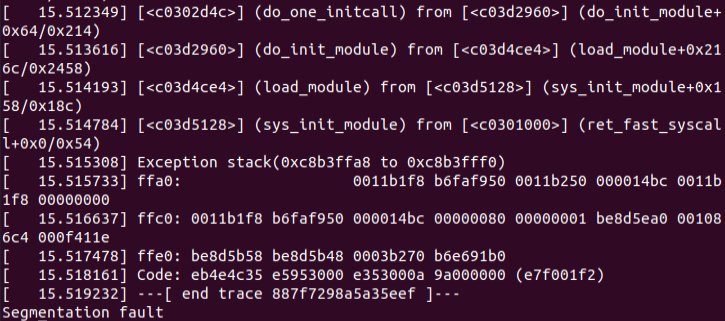 [   15.512349] [<c0302d4c>] (do_one_initcall) from [<c03d2960>] (do_init_module+
0x64/0x214)
[   15.513616] [<c03d2960>] (do_init_module) from [<c03d4ce4>] (load_module+0x21
6c/0x2458)
[   15.514193] [<c03d4ce4>] (load_module) from [<c03d5128>] (sys_init_module+0x1
58/0x18c)
[   15.514784] [<c03d5128>] (sys_init_module) from [<c0301000>] (ret_fast_syscal
l+0x0/0x54)
[   15.515308] Exception stack(0xc8b3ffa8 to 0xc8b3fff0)
[   15.515733] ffa0:                   0011b1f8 b6faf950 0011b250 000014bc 0011b
1f8 00000000
[   15.516637] ffc0: 0011b1f8 b6faf950 000014bc 00000080 00000001 be8d5ea0 00108
6c4 000f411e
[   15.517478] ffe0: be8d5b58 be8d5b48 0003b270 b6e691b0
[   15.518161] Code: eb4e4c35 e5953000 e353000a 9a000000 (e7f001f2)
[   15.519232] ---[ end trace 887f7298a5a35eef ]---
Segmentation fault